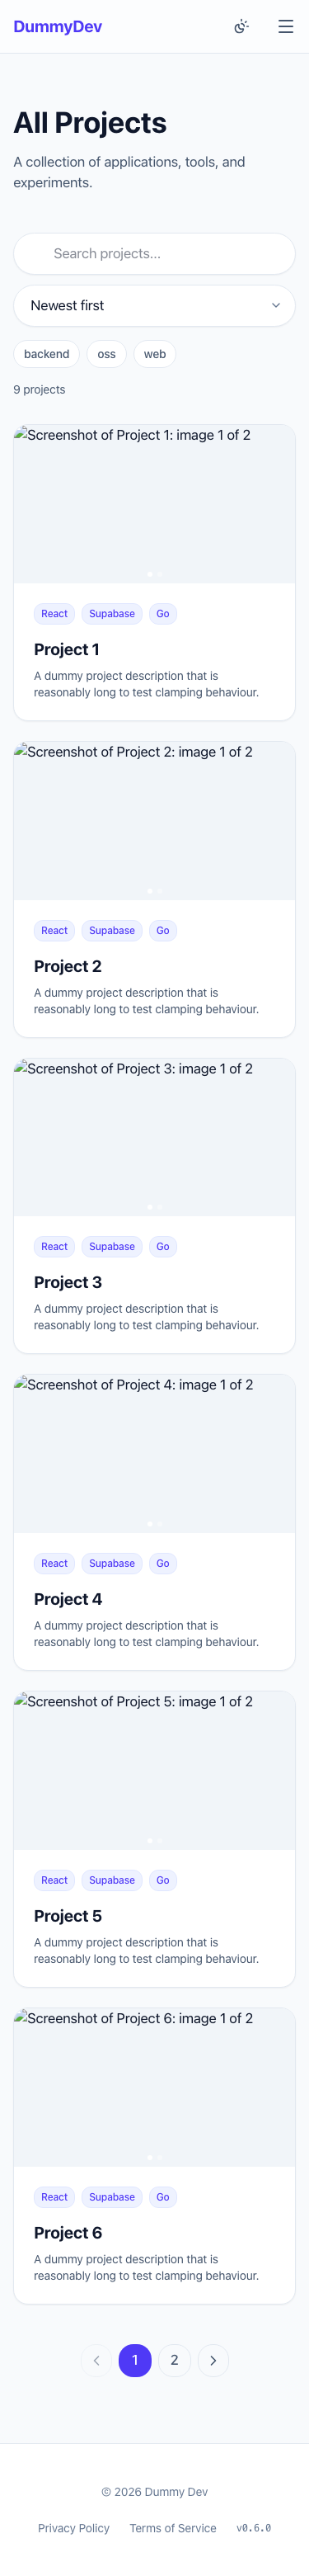 DummyDev
All Projects
A collection of applications, tools, and
experiments.
Search projects...
Newest first
backend
oss
web
9 projects
Screenshot of Project 1: image 1 of 2
React
Supabase
Go
Project 1
A dummy project description that is
reasonably long to test clamping behaviour.
Screenshot of Project 2: image 1 of 2
React
Supabase
Go
Project 2
A dummy project description that is
reasonably long to test clamping behaviour.
Screenshot of Project 3: image 1 of 2
React
Supabase
Go
Project 3
A dummy project description that is
reasonably long to test clamping behaviour.
Screenshot of Project 4: image 1 of 2
React
Supabase
Go
Project 4
A dummy project description that is
reasonably long to test clamping behaviour.
Screenshot of Project 5: image 1 of 2
React
Supabase
Go
Project 5
A dummy project description that is
reasonably long to test clamping behaviour.
Screenshot of Project 6: image 1 of 2
React
Supabase
Go
Project 6
A dummy project description that is
reasonably long to test clamping behaviour.
1
2
© 2026 Dummy Dev
Privacy Policy
Terms of Service
v0.6.0